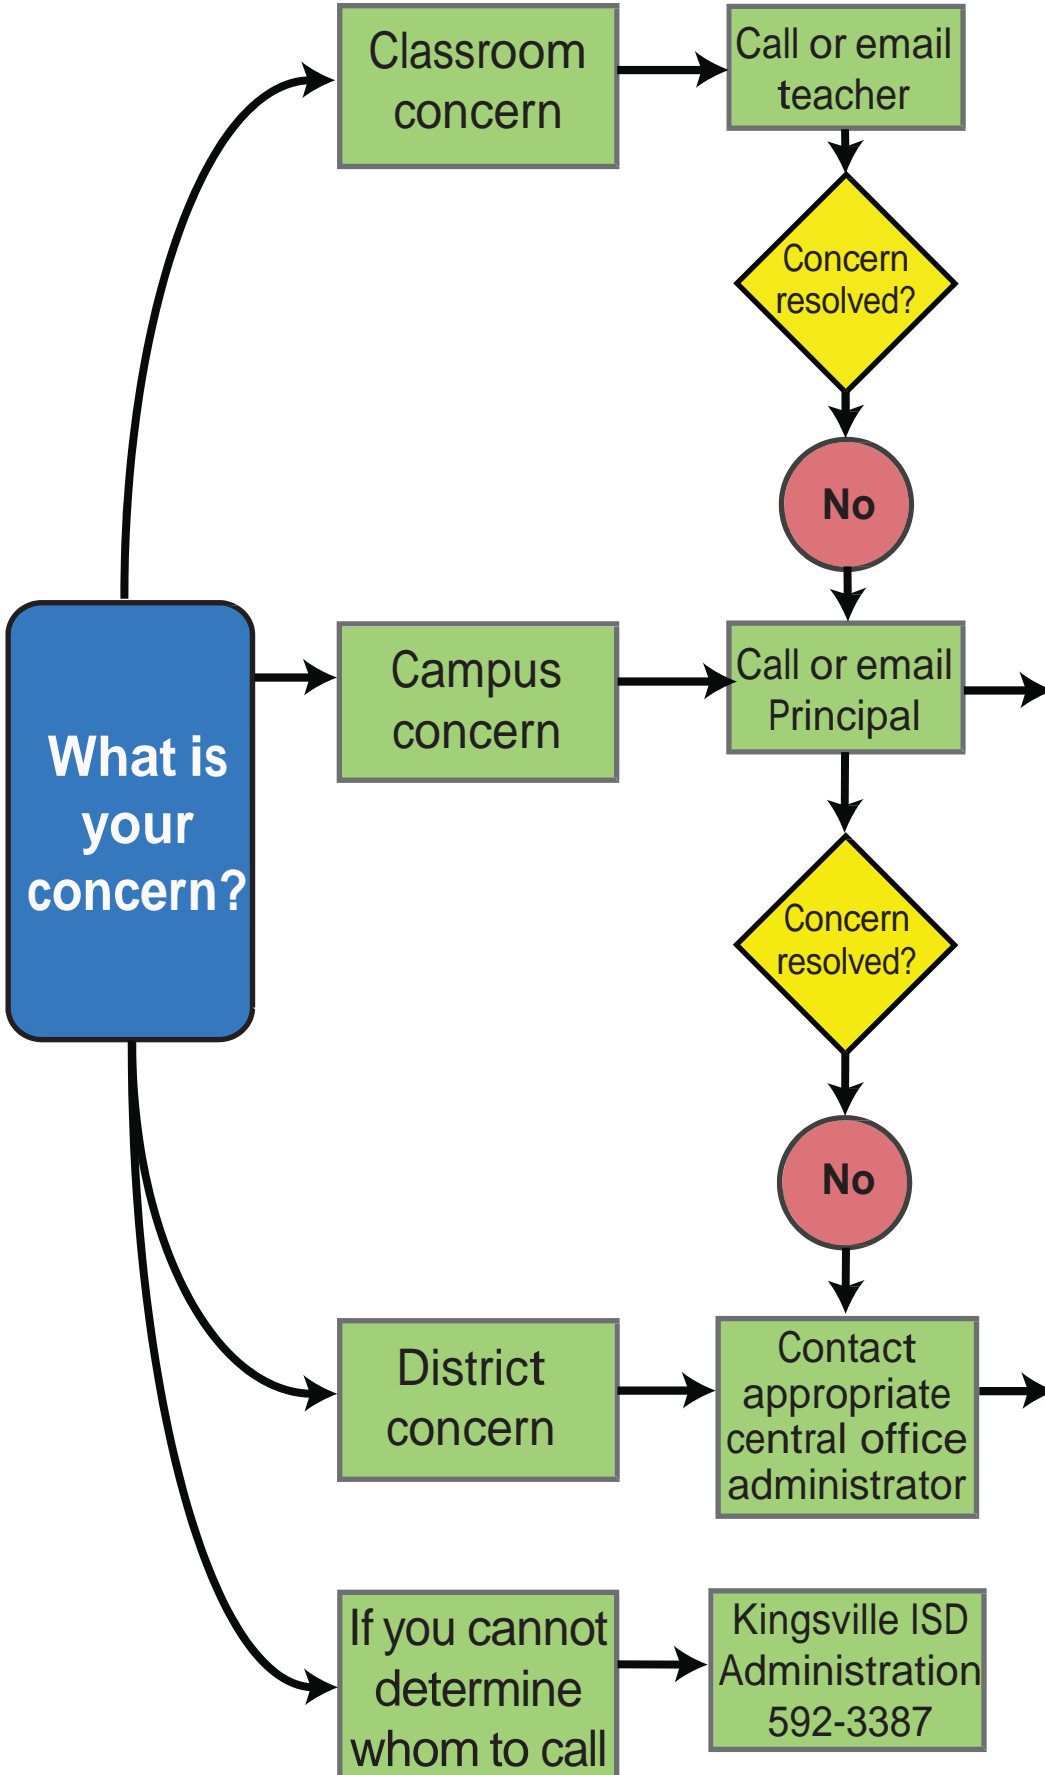 Classroom
concern
Call or email
teacher
Concern
resolved?
No
What is
your
concern?
Campus
concern
Call or email
Principal
Concern
resolved?
No
District
concern
Contact
appropriate
central office
administrator
If you cannot
determine
whom to call
Kingsville ISD
Administration
592-3387